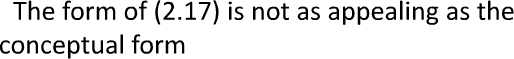 The form of (2.17) is not as appealing as the
conceptual form